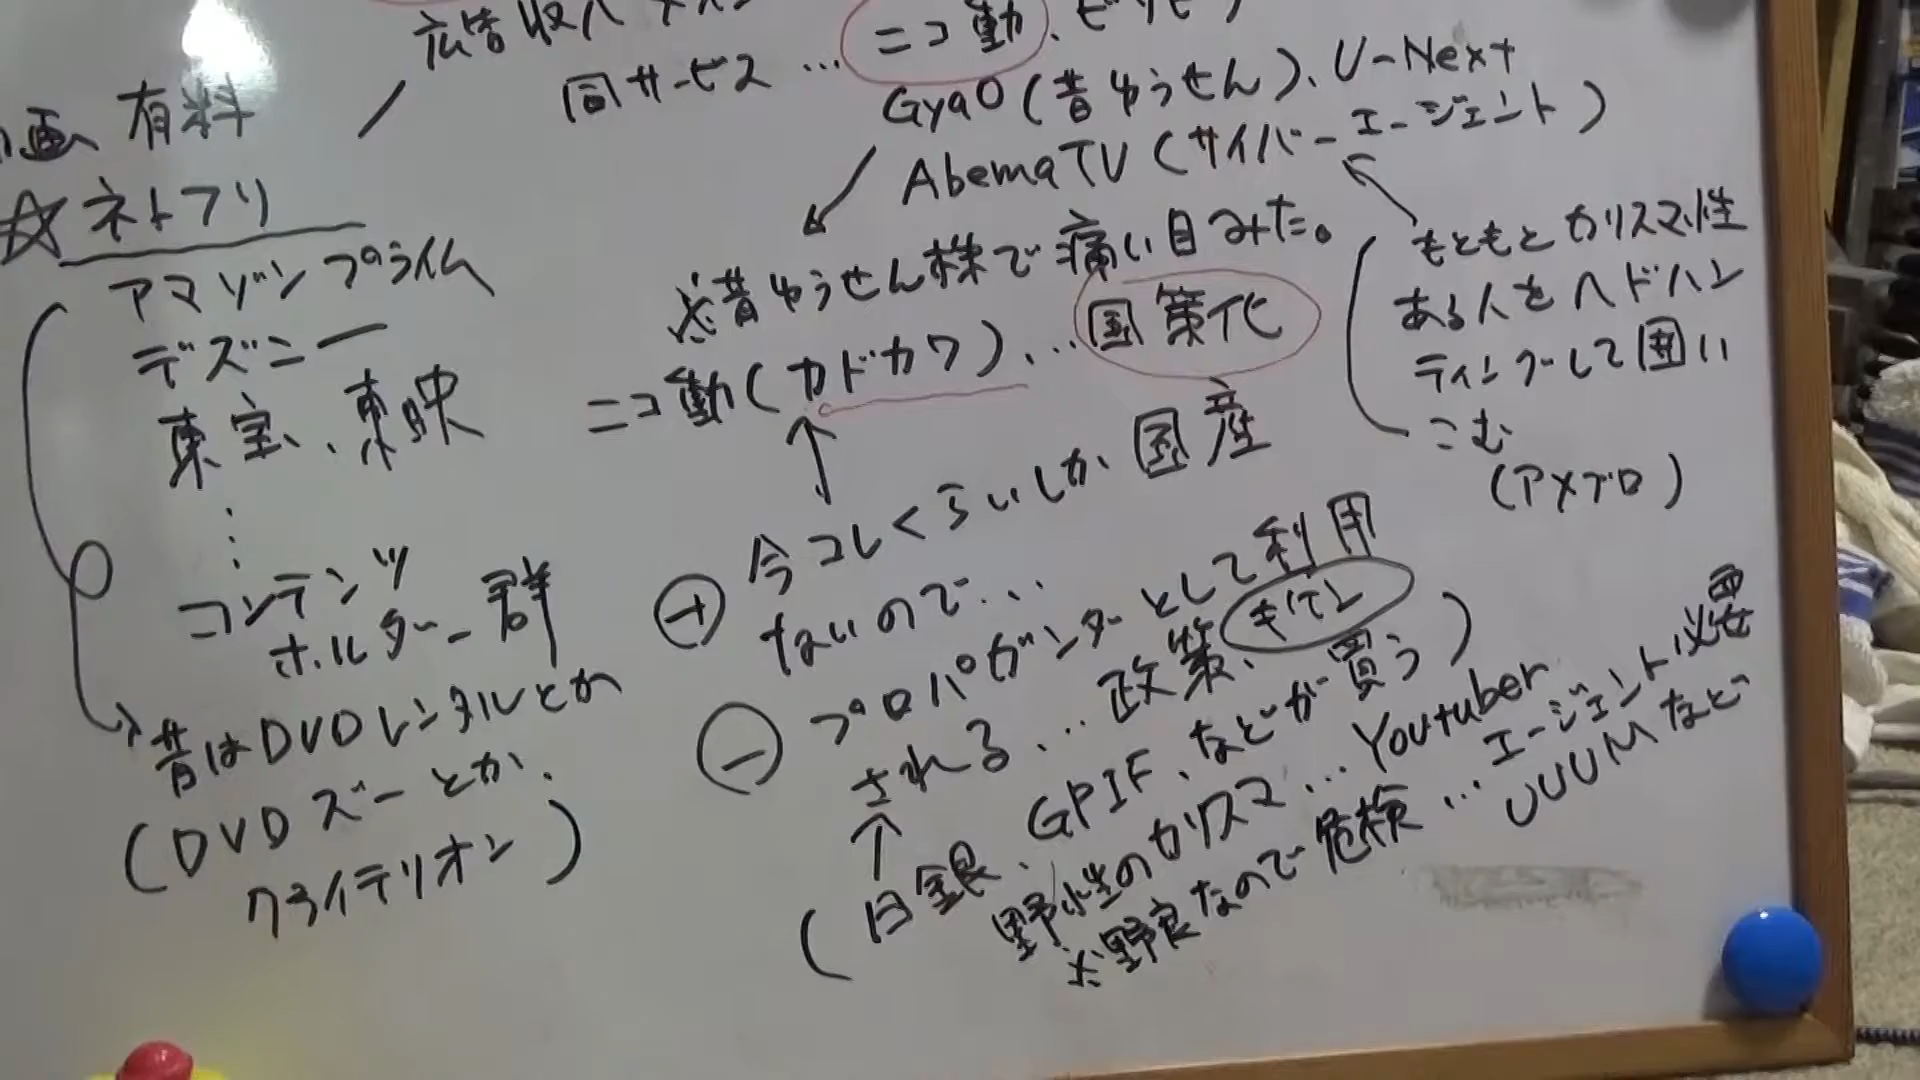 広告収入
同サービス… ニコ動、ビリビリ
GyaO(昔ゆうせん)、U-Next
AbemaTV(サイバーエージェント)
画 有料
☆ネトフリ
アマゾンプライム
デズニー
東宝、東映
⋮
コンテンツ
ホルダー群
昔はDVDレンタルとか
(DVDズーとか、
クライテリオン)
※昔ゆうせん株で痛い目みた。
ニコ動(カドカワ)、…国策化
もともとカリスマ性
ある人をヘドハン
ティングして囲い
こむ
(アメブロ)
⊕ 今コレくらいしか国産
ないので…
⊖ プロパガンダーとして利用
される…政策、
(日銀、GPIF、などが買う)
野生のカリスマ…Youtuber
※野良なので危険…エージェント必要
UUUMなど